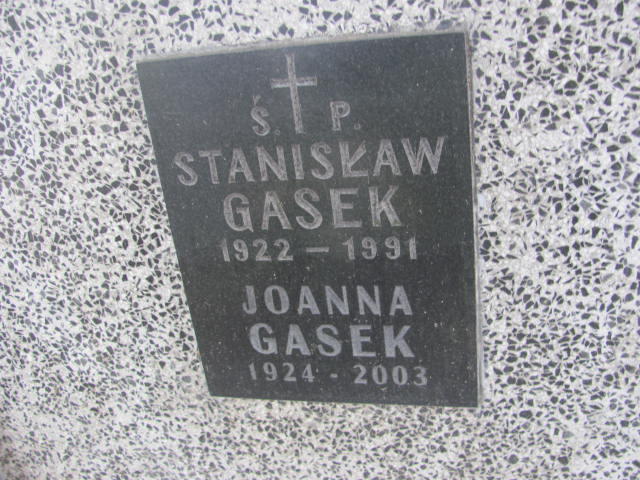 Ś. P.
STANISŁAW
GASEK
1922 - 1991
JOANNA
GASEK
1924 - 2003